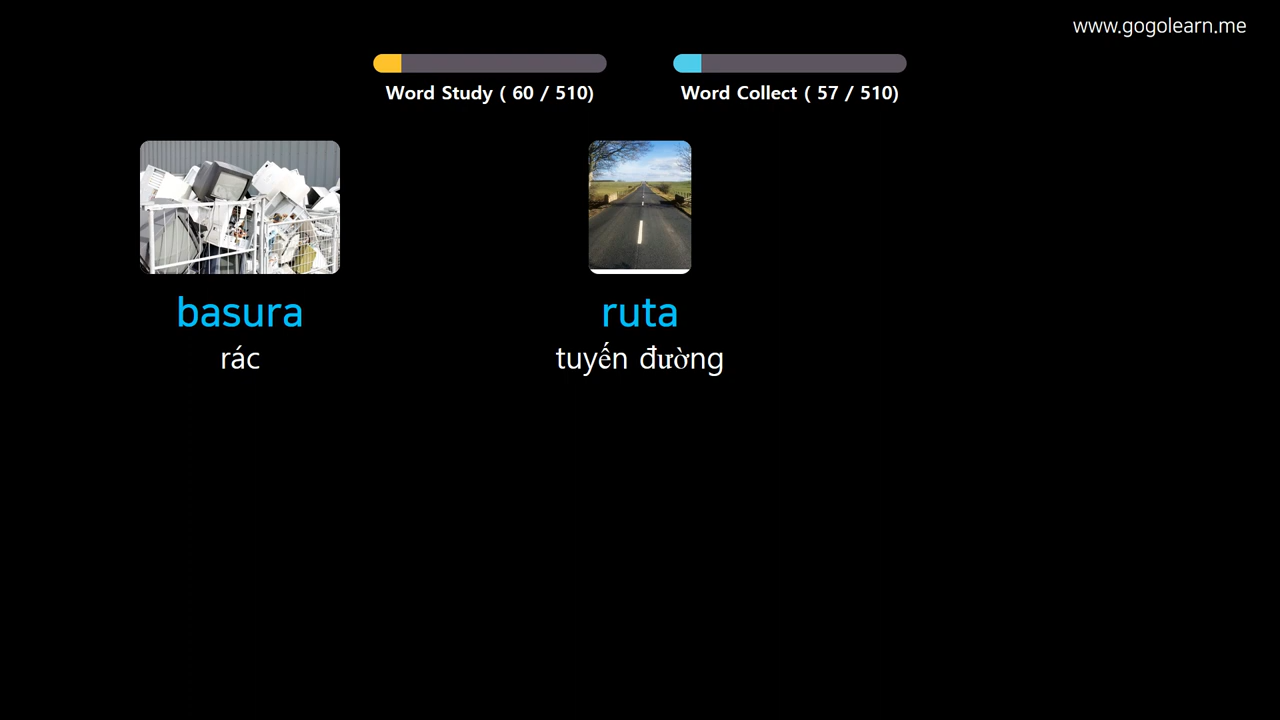 www.gogolearn.me
Word Study ( 60 / 510)
Word Collect ( 57 / 510)
basura
rác
ruta
tuyến đường